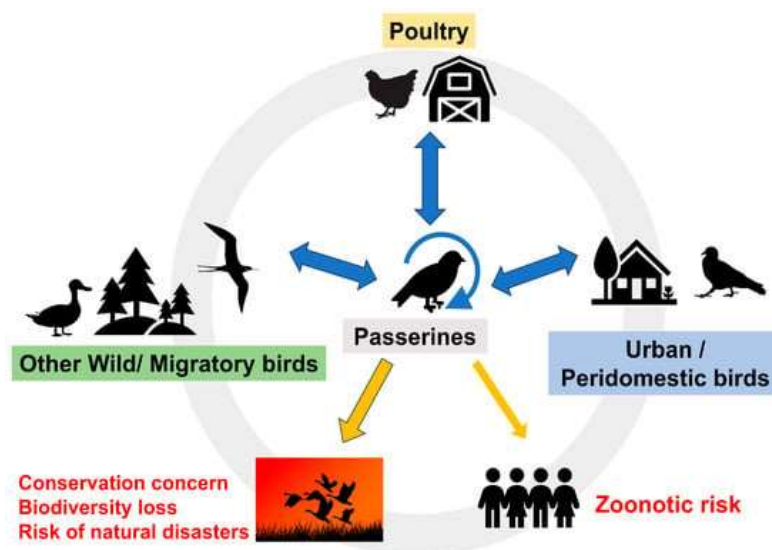 Poultry
Passerines
Other Wild/ Migratory birds
Urban /
Peridomestic birds
Conservation concern
Biodiversity loss
Risk of natural disasters
Zoonotic risk